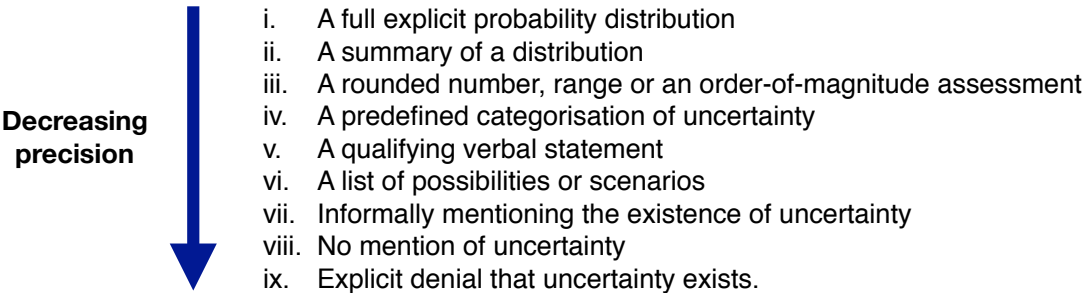 i. A full explicit probability distribution
ii. A summary of a distribution
iii. A rounded number, range or an order-of-magnitude assessment
iv. A predefined categorisation of uncertainty
Decreasing
precision
v. A qualifying verbal statement
vi. A list of possibilities or scenarios
vii. Informally mentioning the existence of uncertainty
viii. No mention of uncertainty
ix. Explicit denial that uncertainty exists.